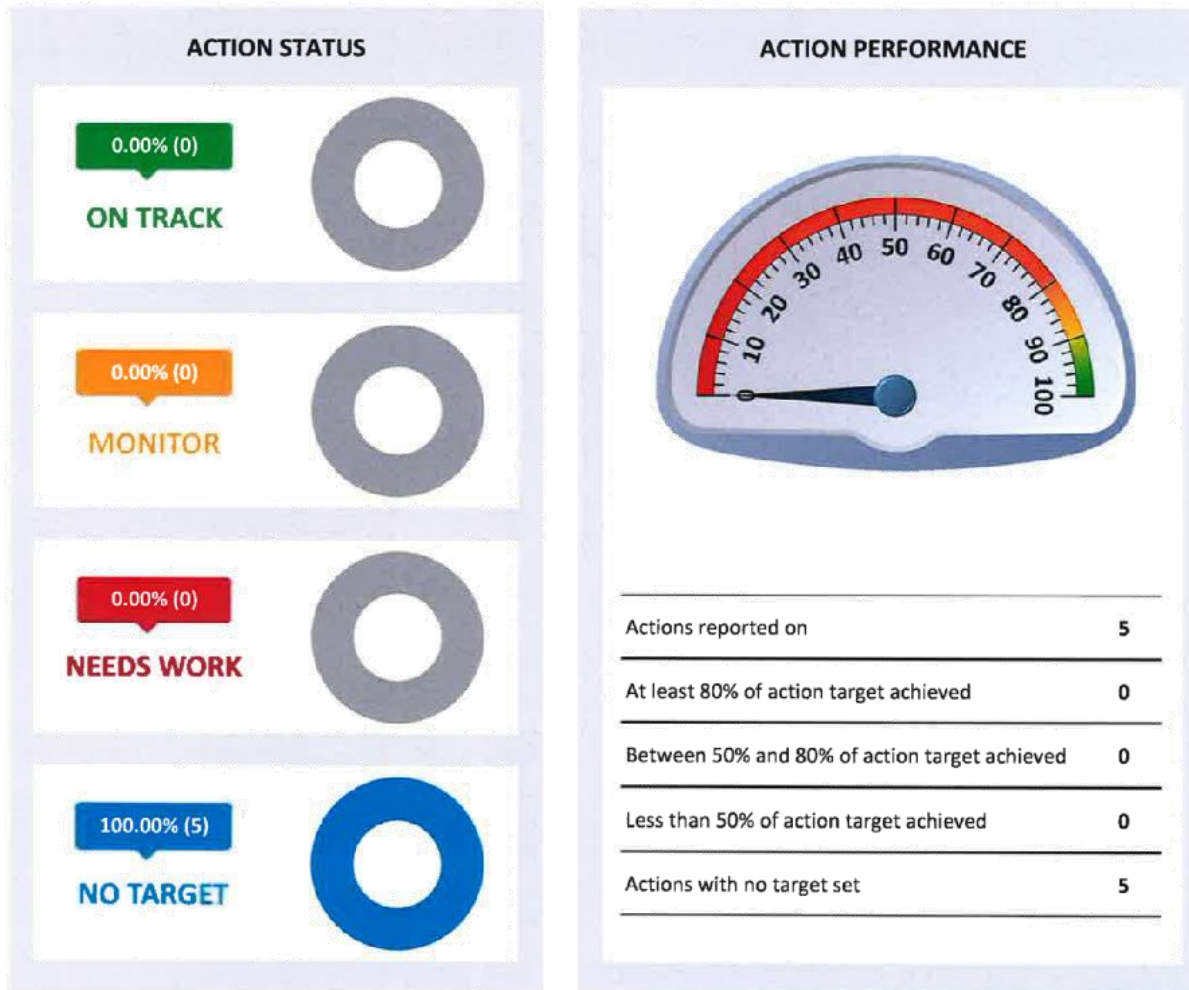 ACTION STATUS
0.00% (0)
ON TRACK
0.00% (0)
MONITOR
0.00% (0)
NEEDS WORK
100.00% (5)
NO TARGET
ACTION PERFORMANCE
0
10
20
30
40
50
60
70
80
90
100
Actions reported on 5
At least 80% of action target achieved 0
Between 50% and 80% of action target achieved 0
Less than 50% of action target achieved 0
Actions with no target set 5